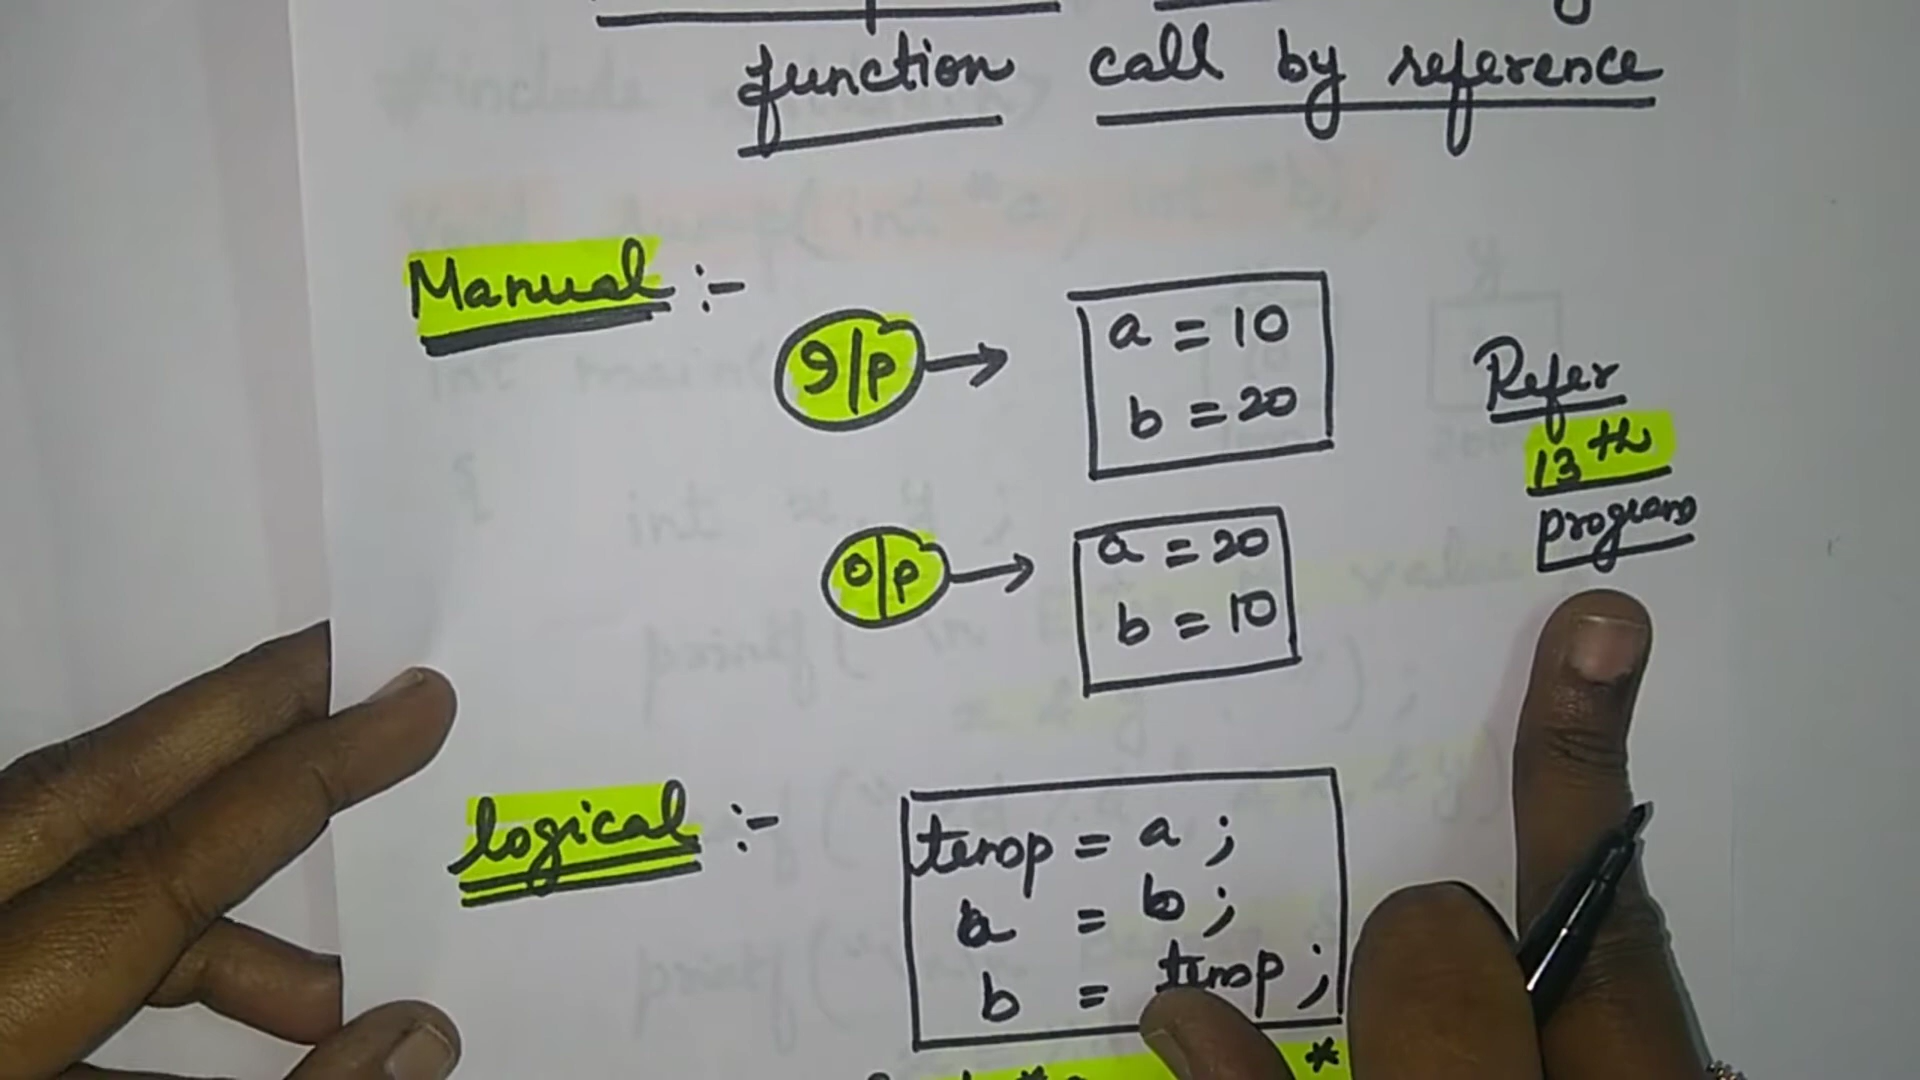 function call by reference
Manual :-
I/p → a = 10
b = 20
Refer
13th
program
o/p → a = 20
b = 10
logical :-
temp = a ;
a = b ;
b = temp ;